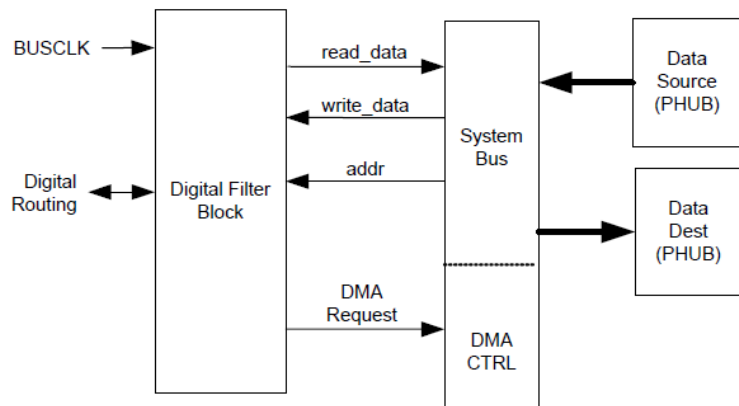 BUSCLK
Digital
Routing
Digital Filter
Block
read_data
write_data
addr
DMA
Request
System
Bus
DMA
CTRL
Data
Source
(PHUB)
Data
Dest
(PHUB)